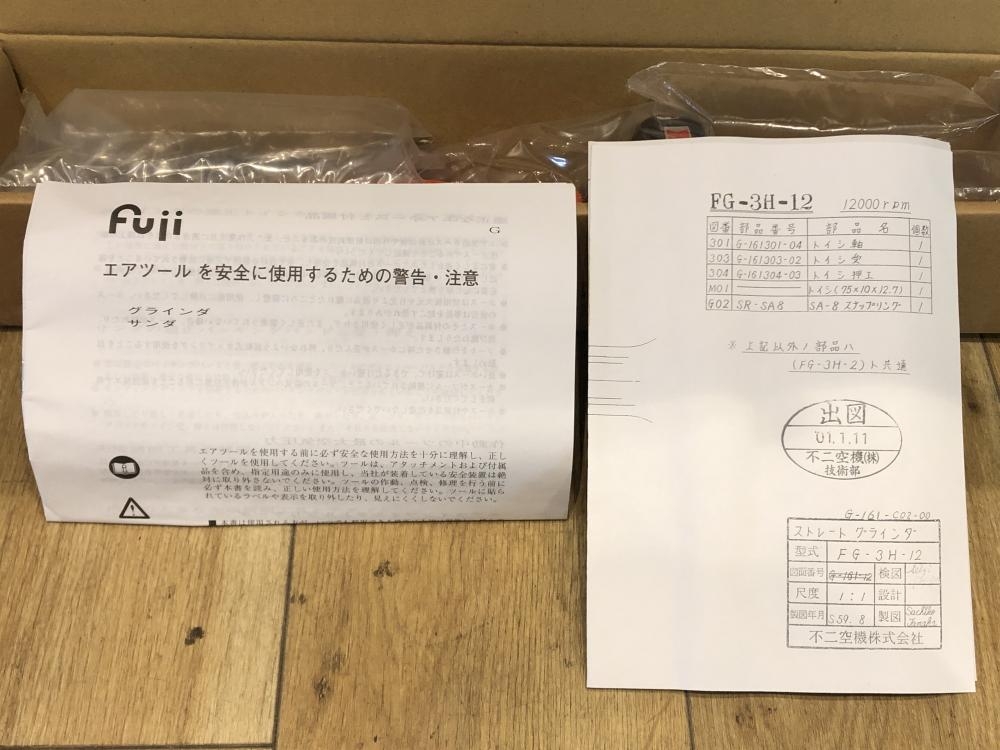 Fuji
G
エアツール を安全に使用するための警告・注意
グラインダ
サンダ
エアツールを使用する前に必ず安全な使用方法を十分に理解し、正し
くツールを使用してください。ツールは、アタッチメントおよび付属
品を含め、指定用途のみに使用し、当社が装着している安全装置は絶
対に取り外さないでください。ツールの作動、点検、修理を行う前に
必ず本書を読み、正しい使用方法を理解してください。ツールに貼ら
れているラベルや表示を取り外したり、見えにくくしないでください。
FG-3H-12 12000rpm
図番 部品番号 部品名 個数
301 G-161301-04 トイシ軸 1
303 G-161303-02 トイシ受 1
304 G-161304-03 トイシ押エ 1
M01 トイシ(75×10×12.7) 1
G02 SR-SA8 SA-8 スナップリング 1
※ 上記以外ノ部品ハ
(FG-3H-2)ト共通
出図
'01.1.11
不二空機(株)
技術部
G-161-C02-00
ストレートグラインダ
型式 FG-3H-12
図面番号 G-161-12 検図
尺度 1:1 設計
製図年月 S59.8 製図 Sachiko
不二空機株式会社